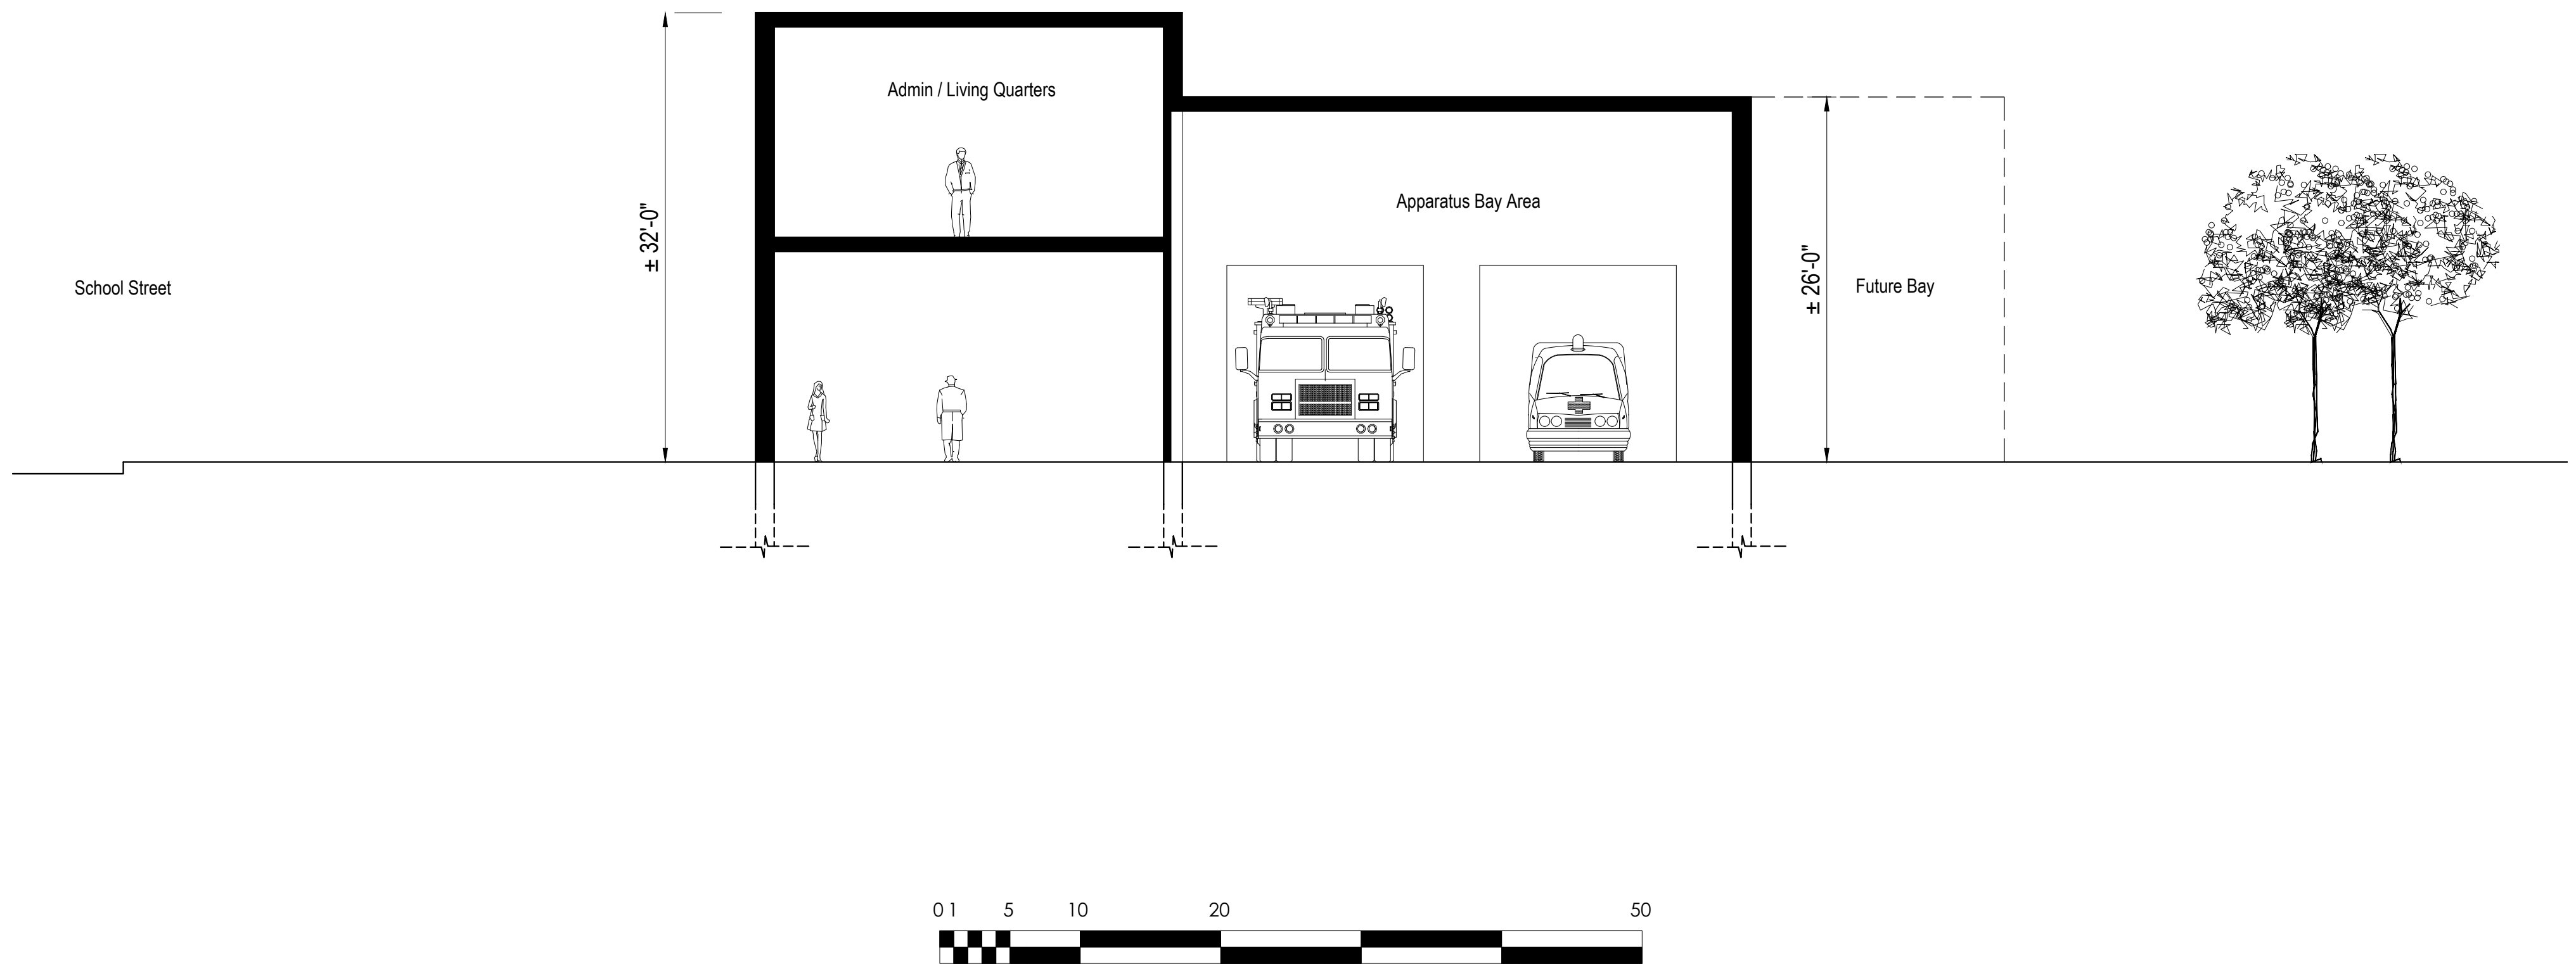 Admin / Living Quarters
Apparatus Bay Area
± 32'-0"
± 26'-0"
School Street
Future Bay
0 1 5 10 20 50